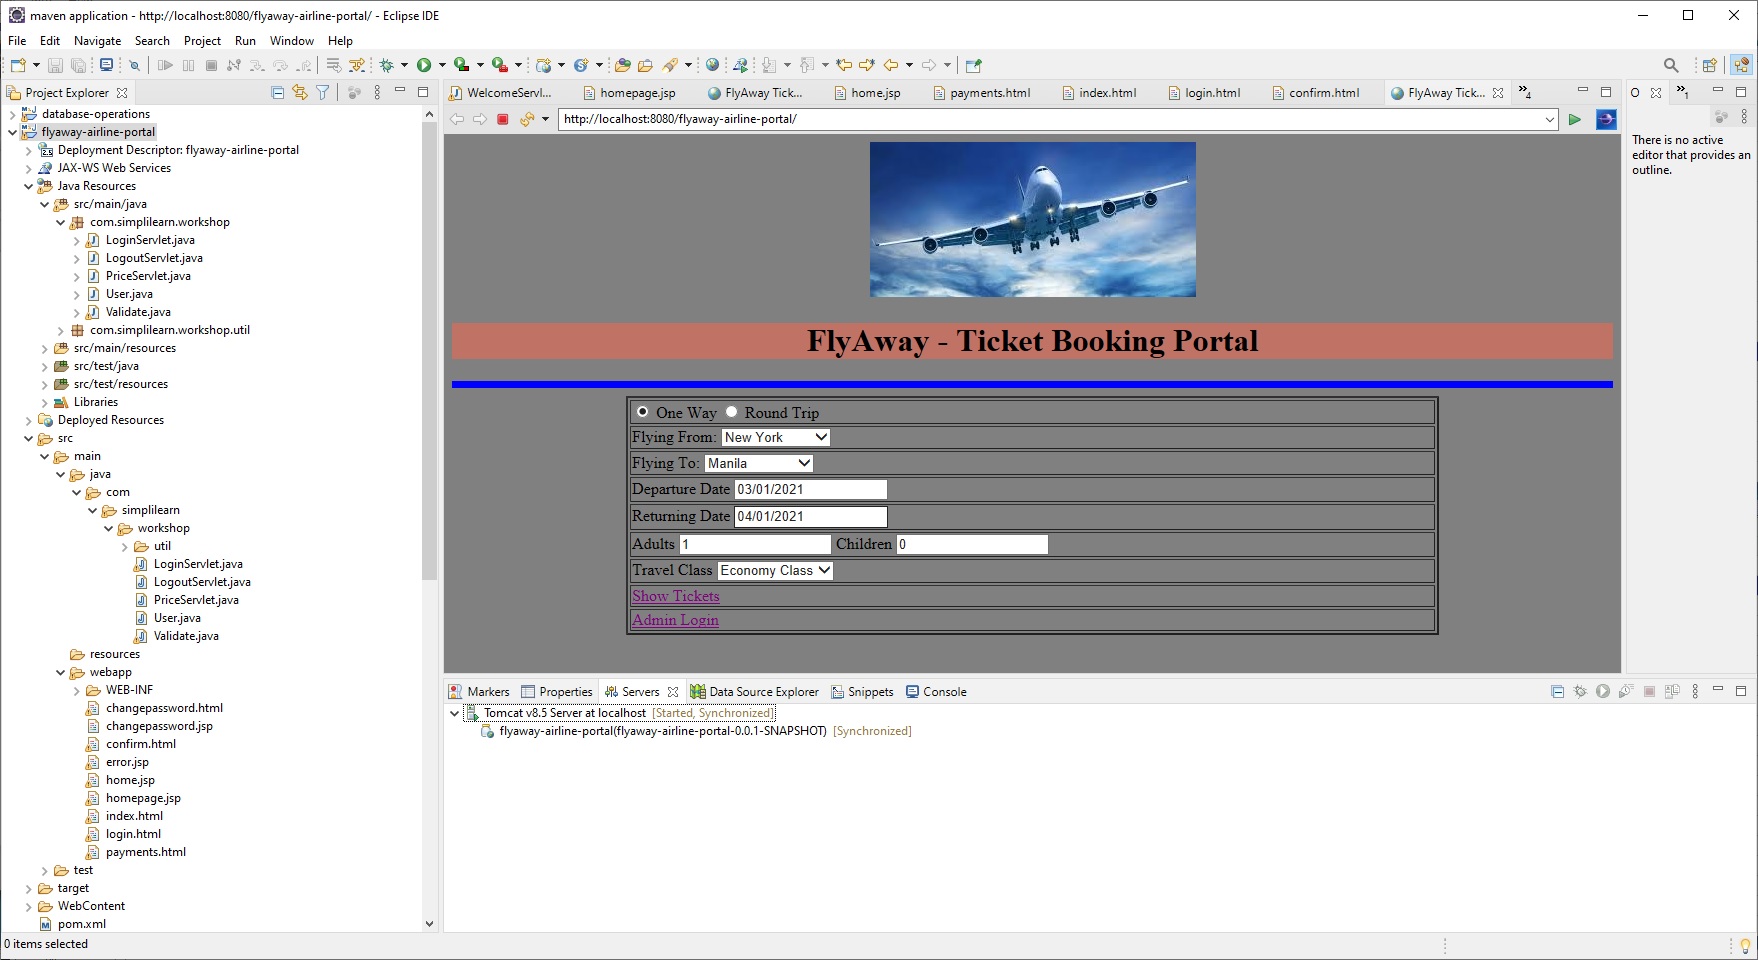 maven application - http://localhost:8080/flyaway-airline-portal/ - Eclipse IDE
File Edit Navigate Search Project Run Window Help
Project Explorer
database-operations
flyaway-airline-portal
Deployment Descriptor: flyaway-airline-portal
JAX-WS Web Services
Java Resources
src/main/java
com.simplilearn.workshop
LoginServlet.java
LogoutServlet.java
PriceServlet.java
User.java
Validate.java
com.simplilearn.workshop.util
src/main/resources
src/test/java
src/test/resources
Libraries
Deployed Resources
src
main
java
com
simplilearn
workshop
util
LoginServlet.java
LogoutServlet.java
PriceServlet.java
User.java
Validate.java
resources
webapp
WEB-INF
changepassword.html
changepassword.jsp
confirm.html
error.jsp
home.jsp
homepage.jsp
index.html
login.html
payments.html
test
target
WebContent
pom.xml
0 items selected
WelcomeServl... homepage.jsp FlyAway Tick... home.jsp payments.html index.html login.html confirm.html FlyAway Tick... »4
http://localhost:8080/flyaway-airline-portal/
FlyAway - Ticket Booking Portal
One Way Round Trip
Flying From: New York
Flying To: Manila
Departure Date 03/01/2021
Returning Date 04/01/2021
Adults 1 Children 0
Travel Class Economy Class
Show Tickets
Admin Login
Markers Properties Servers Data Source Explorer Snippets Console
Tomcat v8.5 Server at localhost [Started, Synchronized]
flyaway-airline-portal(flyaway-airline-portal-0.0.1-SNAPSHOT) [Synchronized]
O »1
There is no active
editor that provides an
outline.